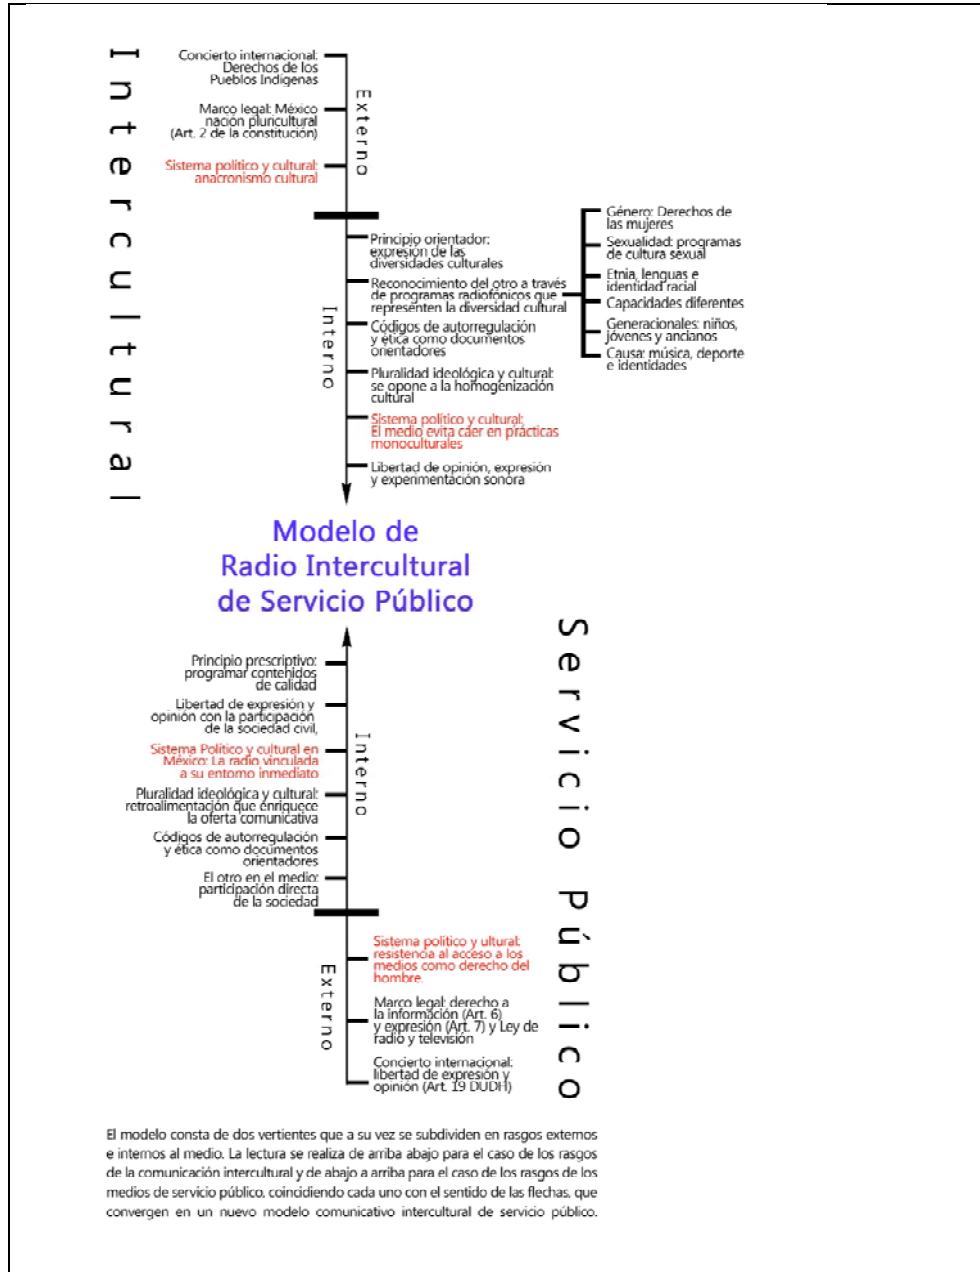 Intercultural
Concierto internacional:
Derechos de los
Pueblos Indígenas
Marco legal: México
nación pluricultural
(Art. 2 de la constitución)
Sistema político y cultural:
anacronismo cultural
Externo
Principio orientador:
expresión de las
diversidades culturales
Reconocimiento del otro a través
de programas radiofónicos que
representen la diversidad cultural
Género: Derechos de
las mujeres
Sexualidad: programas
de cultura sexual
Etnia, lenguas e
identidad racial
Capacidades diferentes
Generacionales: niños,
jóvenes y ancianos
Causa: música, deporte
e identidades
Códigos de autorregulación
y ética como documentos
orientadores
Interno
Pluralidad ideológica y cultural:
se opone a la homogenización
cultural
Sistema político y cultural:
El medio evita caer en prácticas
monoculturales
Libertad de opinión, expresión
y experimentación sonora
Modelo de
Radio Intercultural
de Servicio Público
Servicio Público
Principio prescriptivo:
programar contenidos
de calidad
Libertad de expresión y
opinión con la participación
de la sociedad civil,
Sistema Político y cultural en
México: La radio vinculada
a su entorno inmediato
Interno
Pluralidad ideológica y cultural:
retroalimentación que enriquece
la oferta comunicativa
Códigos de autorregulación
y ética como documentos
orientadores
El otro en el medio:
participación directa
de la sociedad
Sistema político y ultural:
resistencia al acceso a los
medios como derecho del
hombre.
Externo
Marco legal: derecho a
la información (Art. 6)
y expresión (Art. 7) y Ley de
radio y televisión
Concierto internacional:
libertad de expresión y
opinión (Art. 19 DUDH)
El modelo consta de dos vertientes que a su vez se subdividen en rasgos externos
e internos al medio. La lectura se realiza de arriba abajo para el caso de los rasgos
de la comunicación intercultural y de abajo a arriba para el caso de los rasgos de los
medios de servicio público, coincidiendo cada uno con el sentido de las flechas, que
convergen en un nuevo modelo comunicativo intercultural de servicio público.